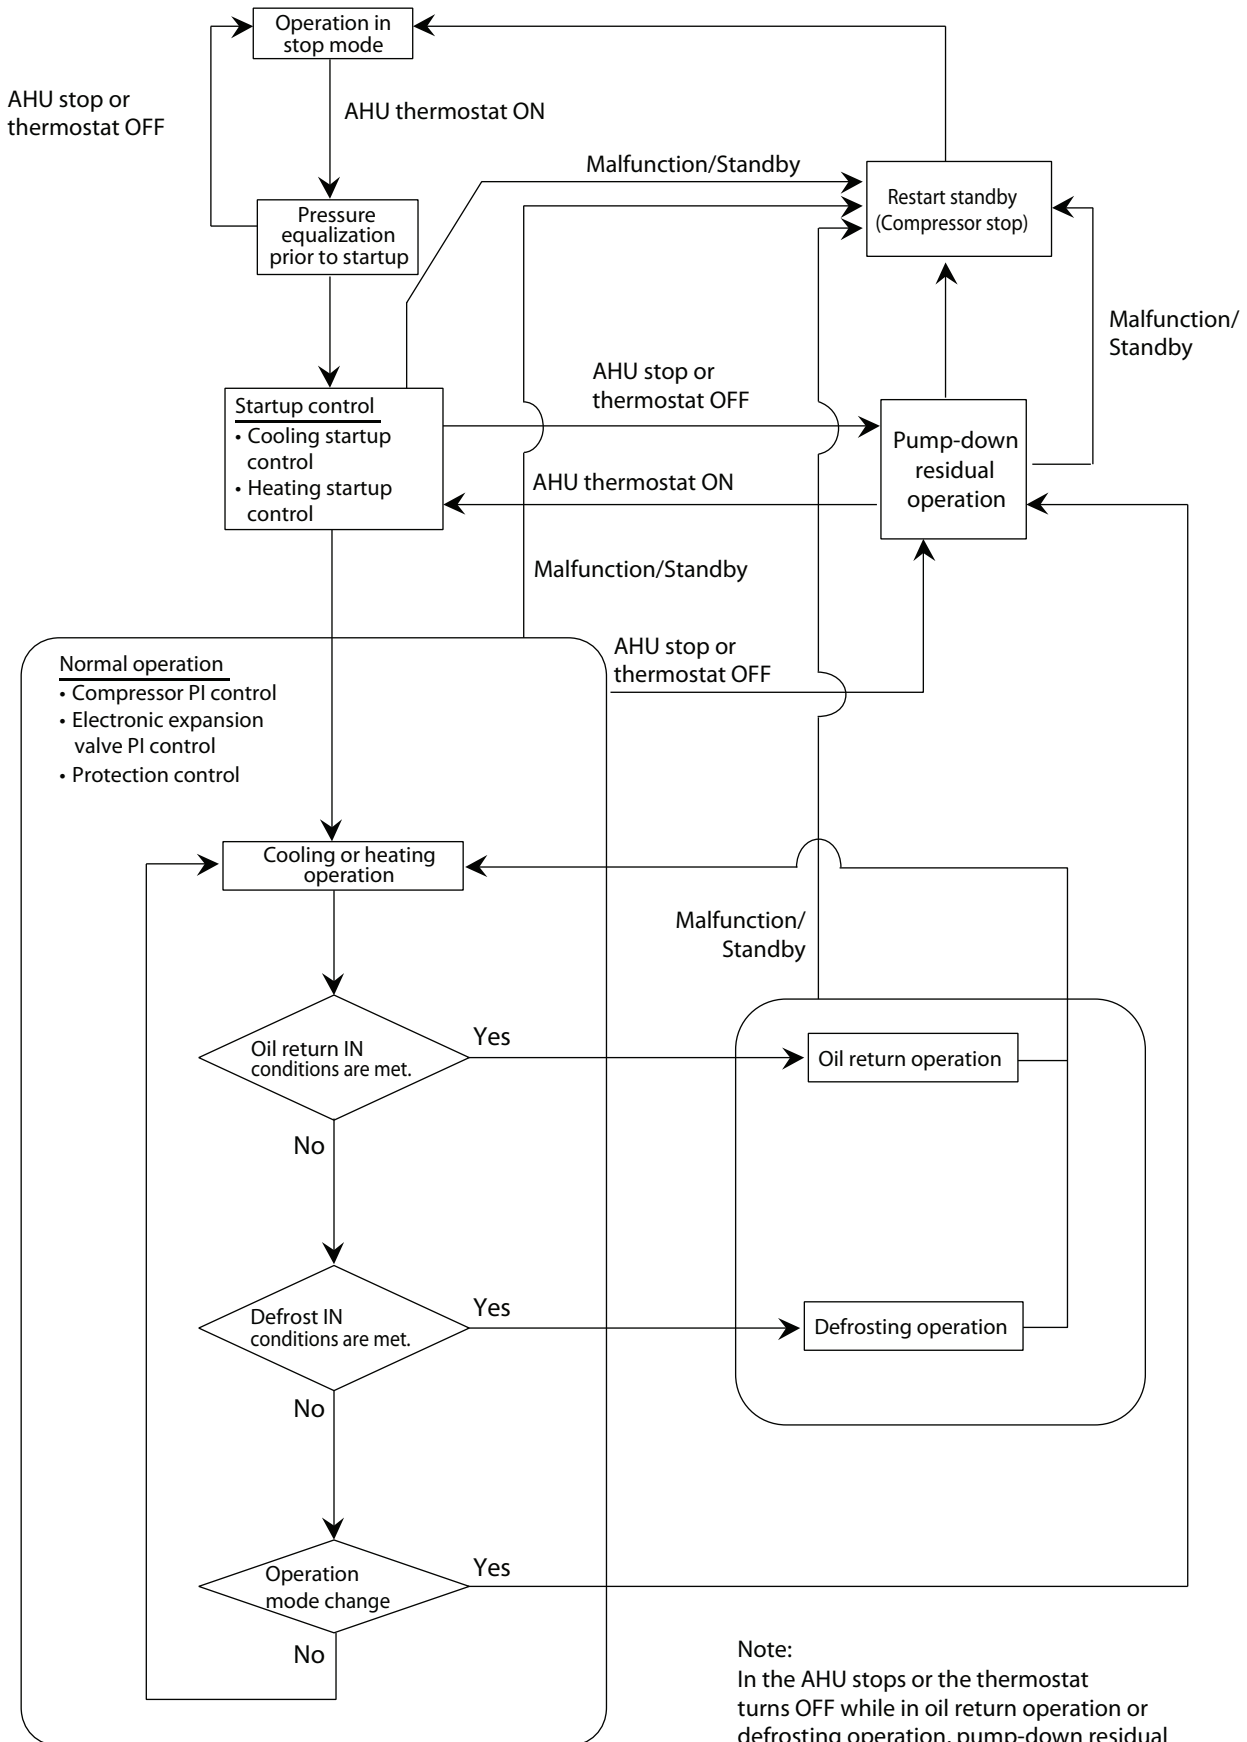 Operation in
stop mode
AHU stop or
thermostat OFF
AHU thermostat ON
Malfunction/Standby
Restart standby
(Compressor stop)
Pressure
equalization
prior to startup
Malfunction/
Standby
AHU stop or
thermostat OFF
Startup control
• Cooling startup
control
• Heating startup
control
Pump-down
residual
operation
AHU thermostat ON
Malfunction/Standby
AHU stop or
thermostat OFF
Normal operation
• Compressor PI control
• Electronic expansion
valve PI control
• Protection control
Cooling or heating
operation
Malfunction/
Standby
Oil return IN
conditions are met.
Yes
Oil return operation
No
Defrost IN
conditions are met.
Yes
Defrosting operation
No
Operation
mode change
Yes
No
Note:
In the AHU stops or the thermostat
turns OFF while in oil return operation or
defrosting operation, pump-down residual